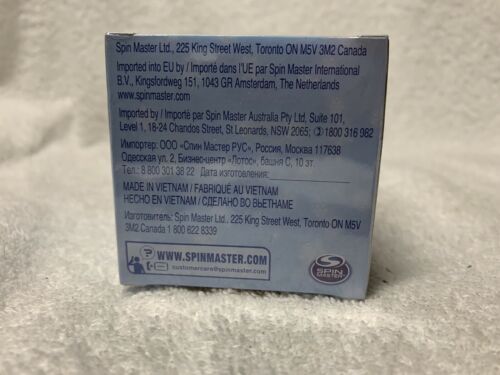 Spin Master Ltd., 225 King Street West, Toronto ON M5V 3M2 Canada
Imported into EU by / Importé dans l'UE par Spin Master International
B.V., Kingsfordweg 151, 1043 GR Amsterdam, The Netherlands
www.spinmaster.com
Imported by / Importé par Spin Master Australia Pty Ltd, Suite 101,
Level 1, 18-24 Chandos Street, St Leonards, NSW 2065; 1800 316 982
Импортер: ООО «Спин Мастер РУС», Россия, Москва 117638
Одесская ул. 2, Бизнес-центр «Лотос», башня С, 10 эт.
Тел.: 8 800 301 38 22 Дата изготовления:
MADE IN VIETNAM / FABRIQUÉ AU VIETNAM
HECHO EN VIETNAM / СДЕЛАНО ВО ВЬЕТНАМЕ
Изготовитель: Spin Master Ltd., 225 King Street West, Toronto ON M5V
3M2 Canada 1 800 622 8339
? WWW.SPINMASTER.COM
customercare@spinmaster.com
SPIN
MASTER